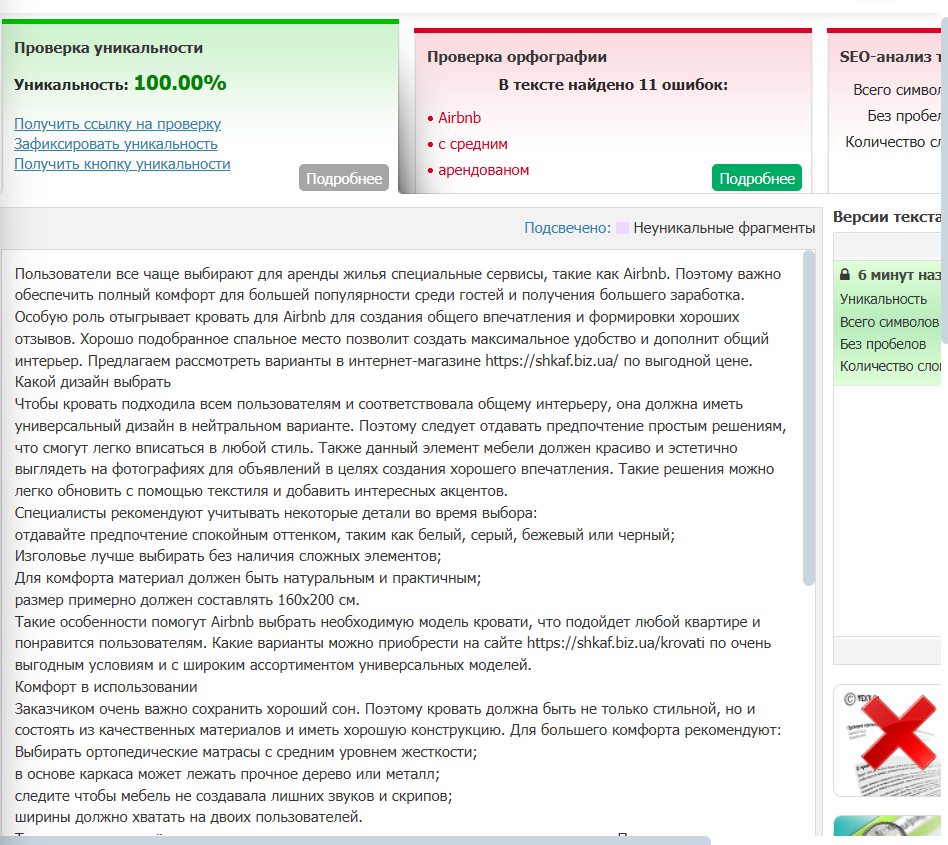 Проверка уникальности
Уникальность: 100.00%
Получить ссылку на проверку
Зафиксировать уникальность
Получить кнопку уникальности
Подробнее
Проверка орфографии
В тексте найдено 11 ошибок:
• Airbnb
• с средним
• арендованом
Подробнее
SEO-анализ т
Всего символ
Без пробел
Количество сл
Подсвечено: Неуникальные фрагменты
Пользователи все чаще выбирают для аренды жилья специальные сервисы, такие как Airbnb. Поэтому важно
обеспечить полный комфорт для большей популярности среди гостей и получения большего заработка.
Особую роль отыгрывает кровать для Airbnb для создания общего впечатления и формировки хороших
отзывов. Хорошо подобранное спальное место позволит создать максимальное удобство и дополнит общий
интерьер. Предлагаем рассмотреть варианты в интернет-магазине https://shkaf.biz.ua/ по выгодной цене.
Какой дизайн выбрать
Чтобы кровать подходила всем пользователям и соответствовала общему интерьеру, она должна иметь
универсальный дизайн в нейтральном варианте. Поэтому следует отдавать предпочтение простым решениям,
что смогут легко вписаться в любой стиль. Также данный элемент мебели должен красиво и эстетично
выглядеть на фотографиях для объявлений в целях создания хорошего впечатления. Такие решения можно
легко обновить с помощью текстиля и добавить интересных акцентов.
Специалисты рекомендуют учитывать некоторые детали во время выбора:
отдавайте предпочтение спокойным оттенком, таким как белый, серый, бежевый или черный;
Изголовье лучше выбирать без наличия сложных элементов;
Для комфорта материал должен быть натуральным и практичным;
размер примерно должен составлять 160х200 см.
Такие особенности помогут Airbnb выбрать необходимую модель кровати, что подойдет любой квартире и
понравится пользователям. Какие варианты можно приобрести на сайте https://shkaf.biz.ua/krovati по очень
выгодным условиям и с широким ассортиментом универсальных моделей.
Комфорт в использовании
Заказчиком очень важно сохранить хороший сон. Поэтому кровать должна быть не только стильной, но и
состоять из качественных материалов и иметь хорошую конструкцию. Для большего комфорта рекомендуют:
Выбирать ортопедические матрасы с средним уровнем жесткости;
в основе каркаса может лежать прочное дерево или металл;
следите чтобы мебель не создавала лишних звуков и скрипов;
ширины должно хватать на двоих пользователей.
Версии текста
6 минут наз
Уникальность
Всего символов
Без пробелов
Количество сло